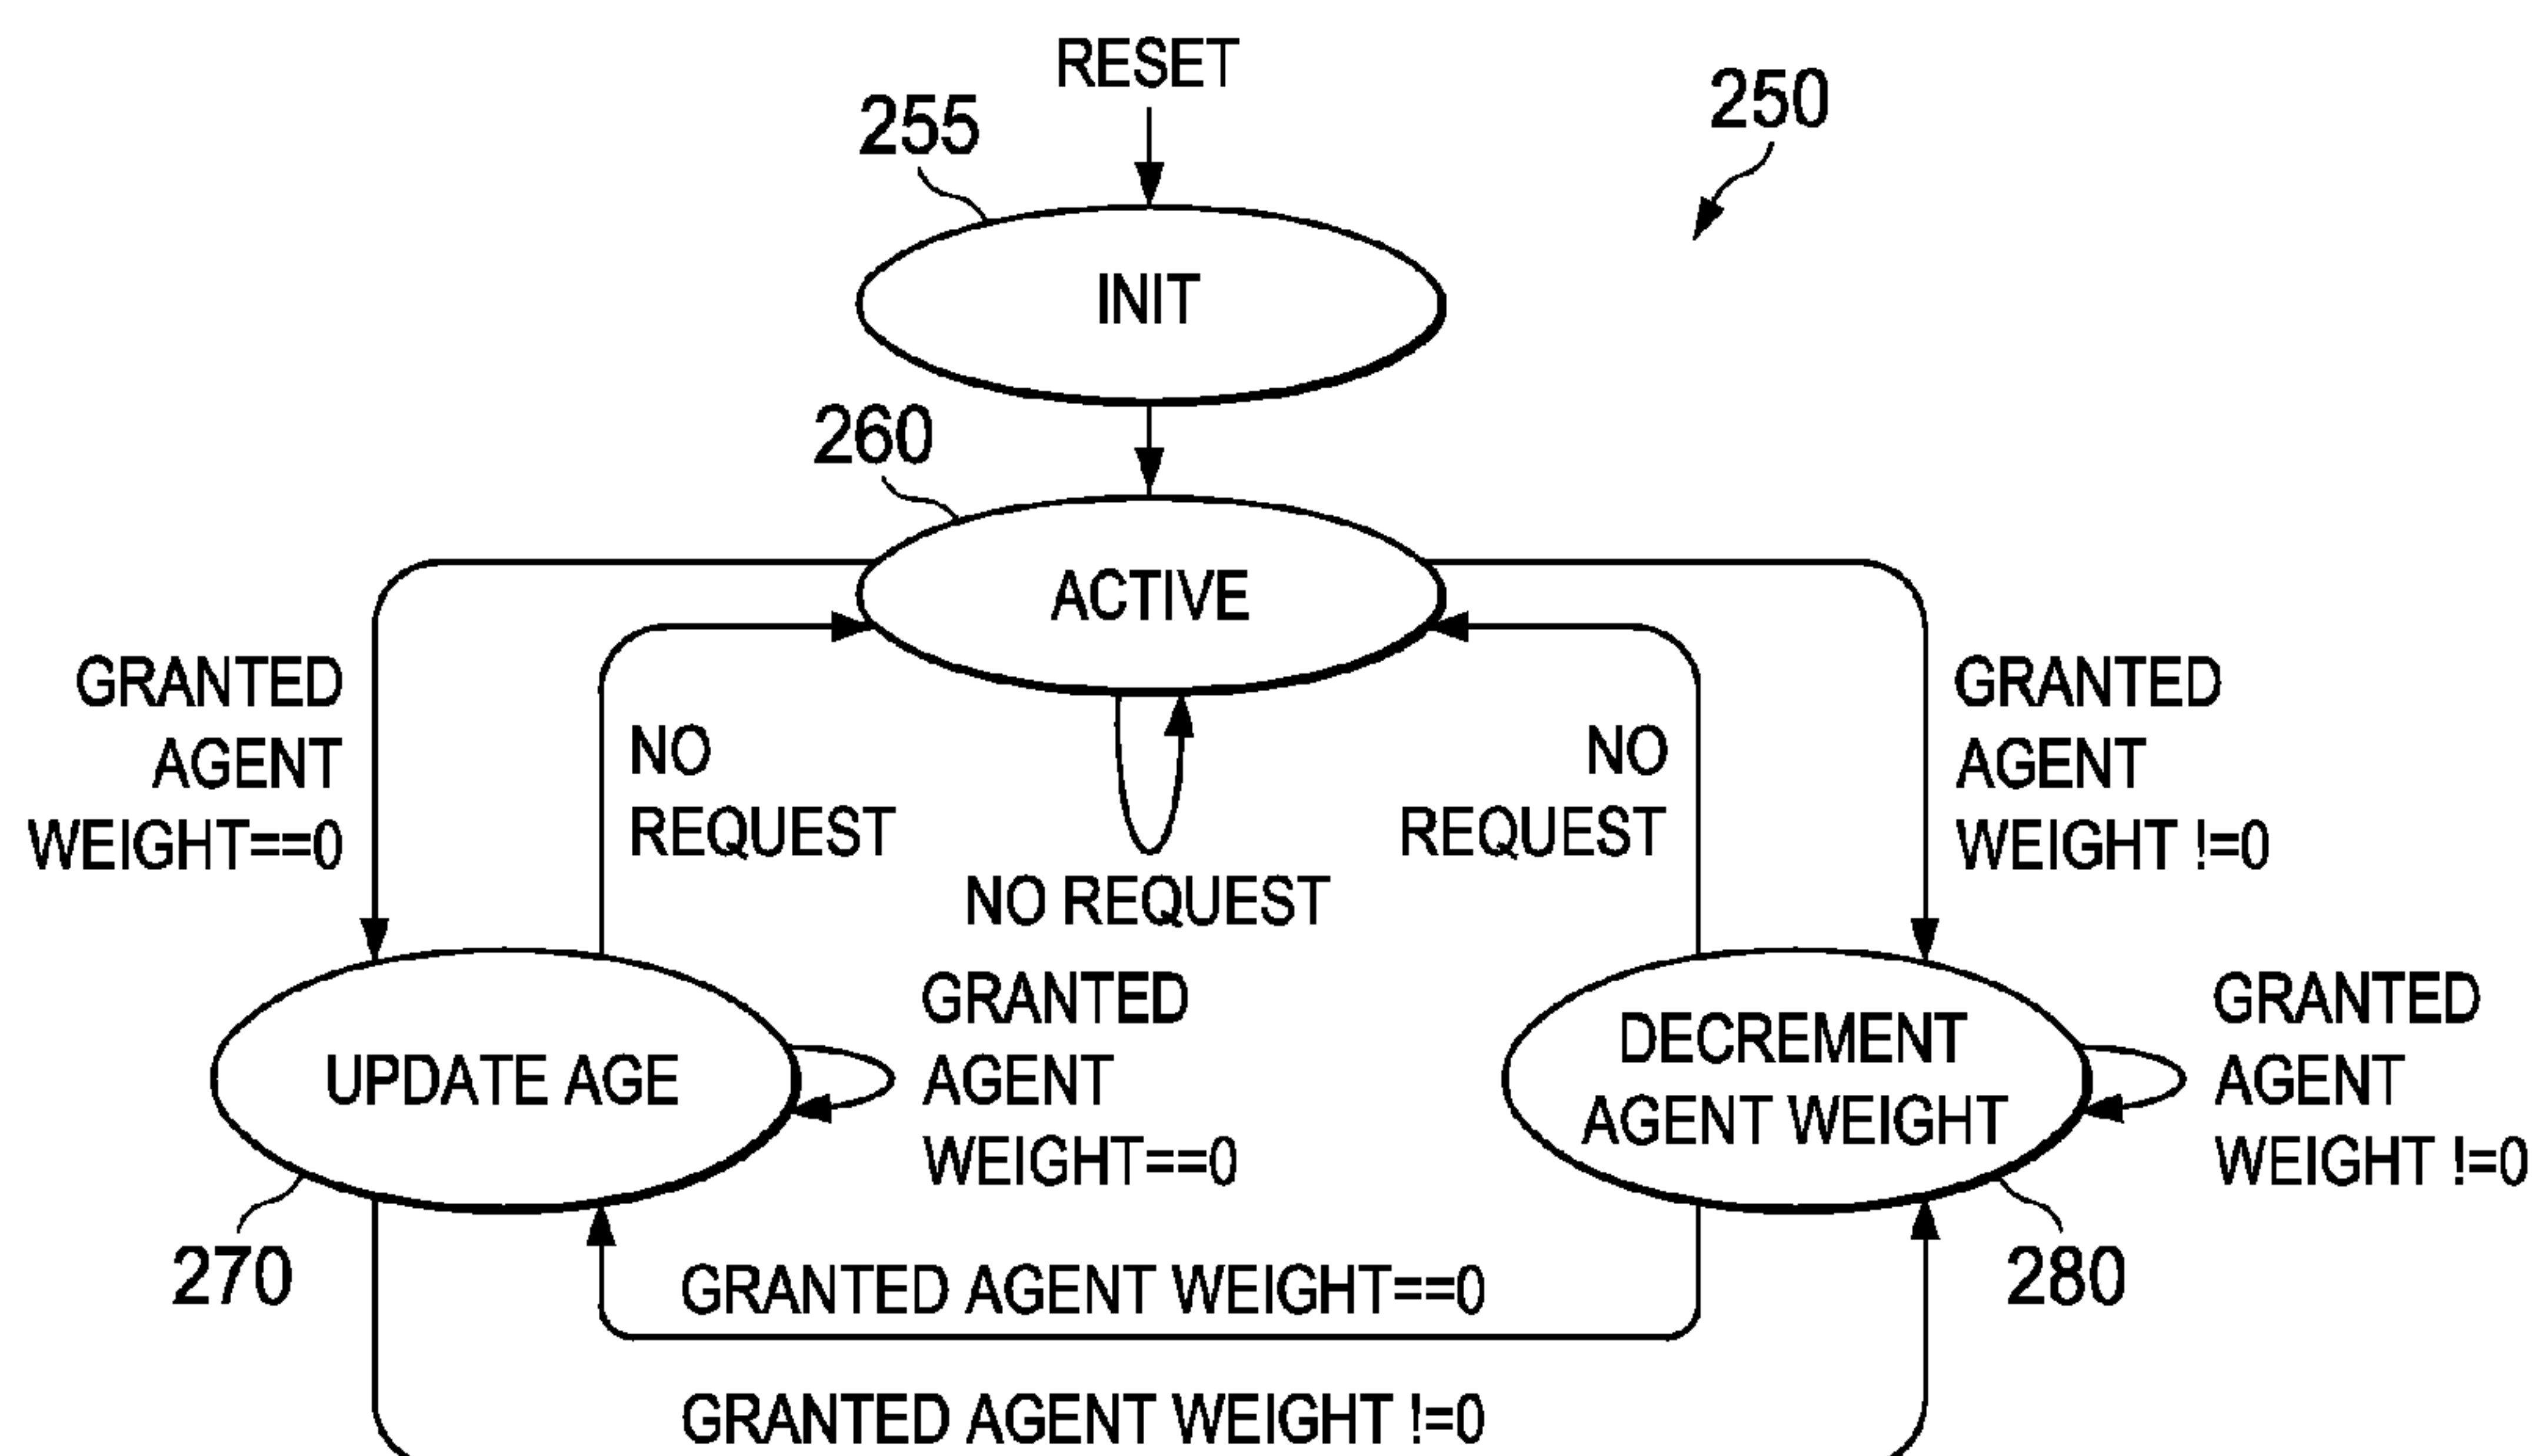 RESET
250
255
INIT
260
ACTIVE
GRANTED
AGENT
WEIGHT==0
NO
REQUEST
NO REQUEST
NO
REQUEST
GRANTED
AGENT
WEIGHT !=0
UPDATE AGE
GRANTED
AGENT
WEIGHT==0
DECREMENT
AGENT WEIGHT
GRANTED
AGENT
WEIGHT !=0
270
280
GRANTED AGENT WEIGHT==0
GRANTED AGENT WEIGHT !=0